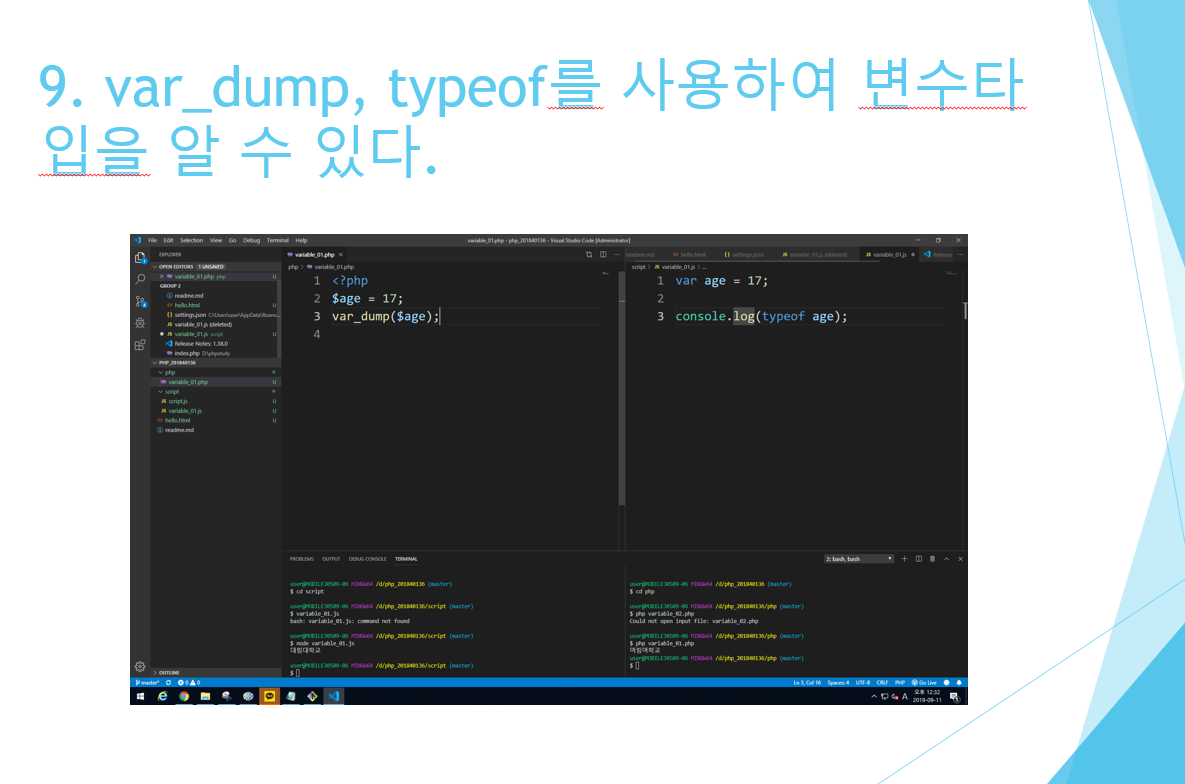 9. var_dump, typeof를 사용하여 변수타
입을 알 수 있다.
File Edit Selection View Go Debug Terminal Help
variable_01.php - php_201840136 - Visual Studio Code [Administrator]
EXPLORER
OPEN EDITORS 1 UNSAVED
variable_01.php php U
GROUP 2
readme.md
hello.html U
settings.json C:\Users\user\AppData\Roami...
variable_01.js (deleted)
JS variable_01.js script U
Release Notes: 1.38.0
index.php D:\phpstudy
PHP_201840136
php
variable_01.php U
script
JS script.js U
JS variable_01.js U
hello.html U
readme.md
OUTLINE
variable_01.php
php > variable_01.php
1 <?php
2 $age = 17;
3 var_dump($age);
4
readme.md hello.html settings.json variable_01.js (deleted) JS variable_01.js Release
script > JS variable_01.js > ...
1 var age = 17;
2
3 console.log(typeof age);
PROBLEMS OUTPUT DEBUG CONSOLE TERMINAL
2: bash, bash
user@MOBILE30509-06 MINGW64 /d/php_201840136 (master)
$ cd script
user@MOBILE30509-06 MINGW64 /d/php_201840136/script (master)
$ variable_01.js
bash: variable_01.js: command not found
user@MOBILE30509-06 MINGW64 /d/php_201840136/script (master)
$ node variable_01.js
대림대학교
user@MOBILE30509-06 MINGW64 /d/php_201840136/script (master)
$
user@MOBILE30509-06 MINGW64 /d/php_201840136 (master)
$ cd php
user@MOBILE30509-06 MINGW64 /d/php_201840136/php (master)
$ php variable_02.php
Could not open input file: variable_02.php
user@MOBILE30509-06 MINGW64 /d/php_201840136/php (master)
$ php variable_01.php
user@MOBILE30509-06 MINGW64 /d/php_201840136/php (master)
$
master* 0 0
Ln 3, Col 16 Spaces: 4 UTF-8 CRLF PHP Go Live
A 오후 12:32
2019-09-11